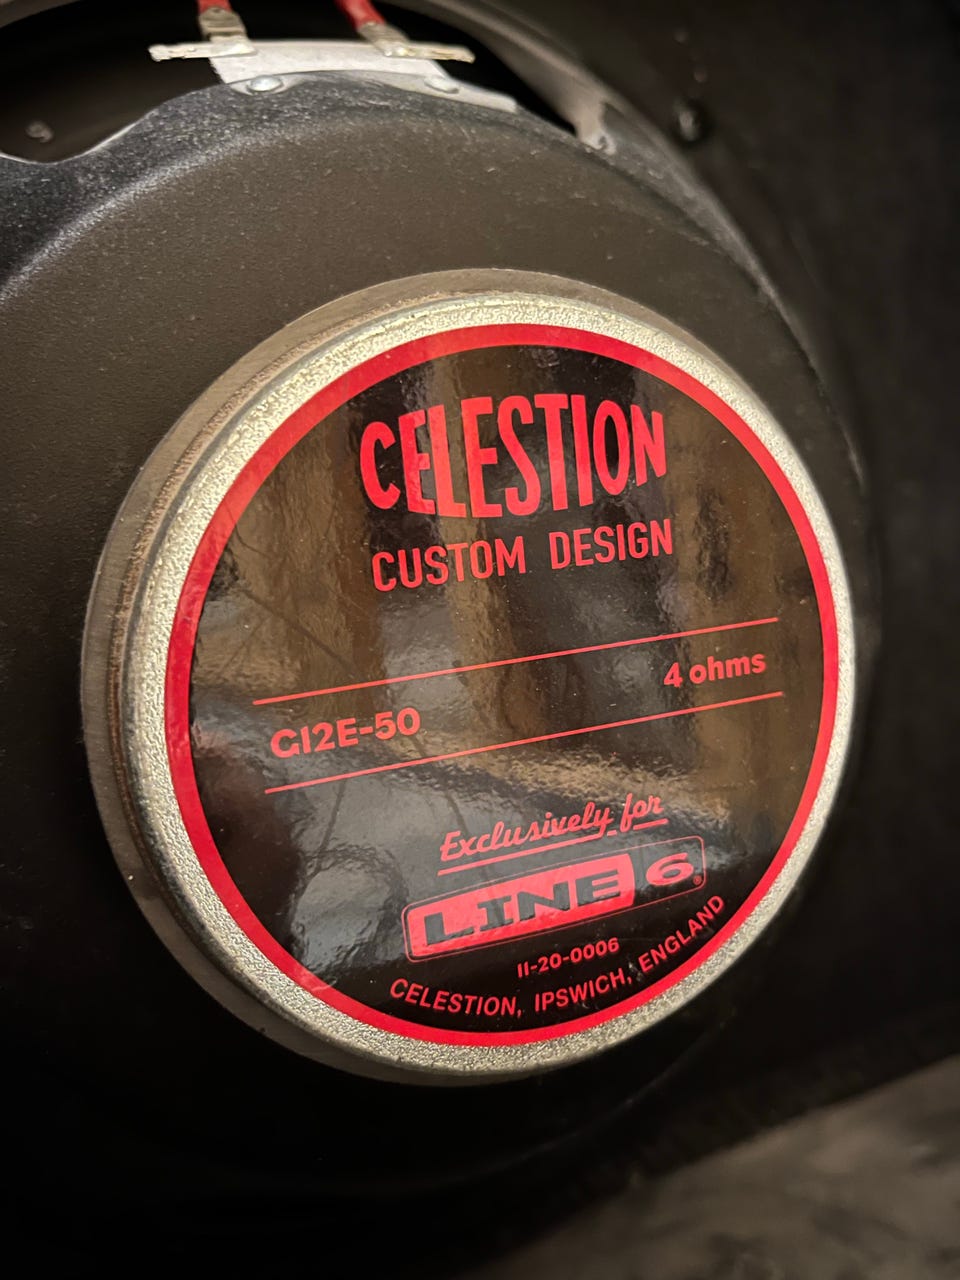 CELESTION
CUSTOM DESIGN
4 ohms
G12E-50
Exclusively for
LINE 6®
11-20-0006
CELESTION, IPSWICH, ENGLAND